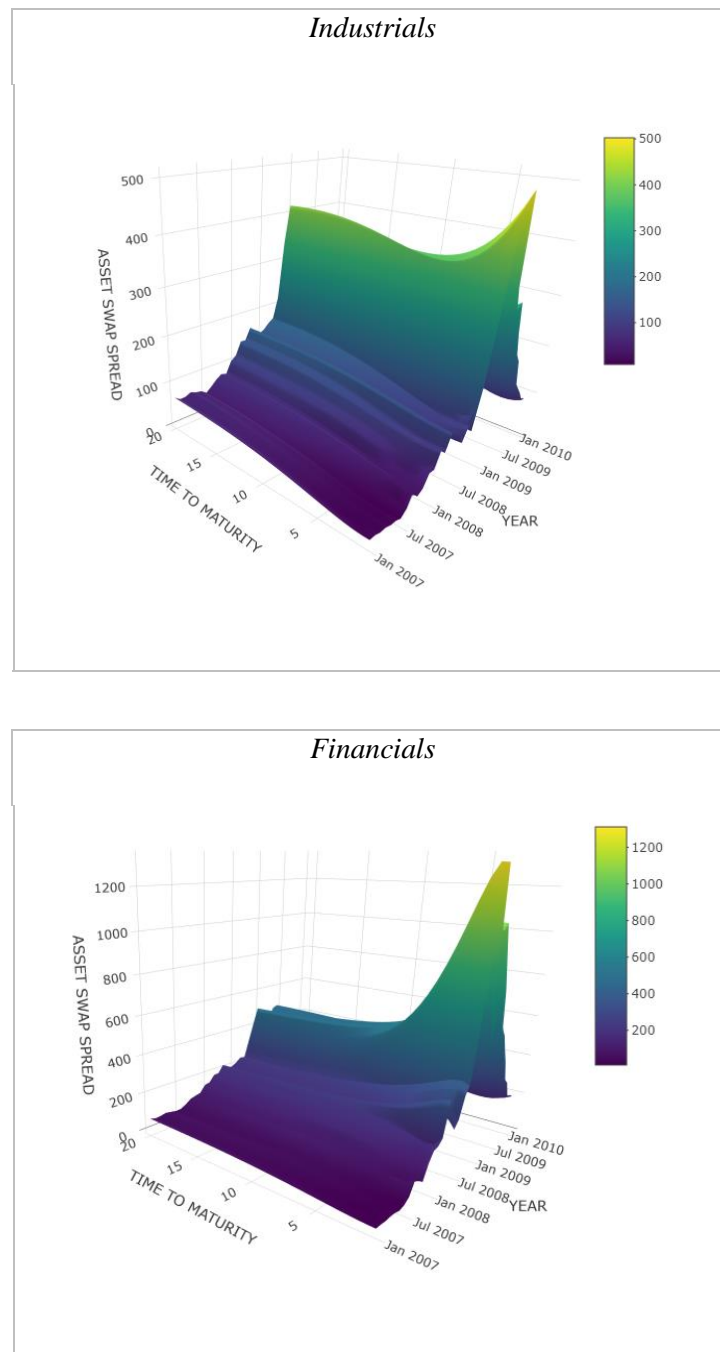 Industrials
500
400
300
200
100
0
ASSET SWAP SPREAD
20
15
10
5
TIME TO MATURITY
Jan 2010
Jul 2009
Jan 2009
Jul 2008
Jan 2008
Jul 2007
Jan 2007
YEAR
500
400
300
200
100
Financials
1200
1000
800
600
400
200
0
ASSET SWAP SPREAD
20
15
10
5
TIME TO MATURITY
Jan 2010
Jul 2009
Jan 2009
Jul 2008
Jan 2008
Jul 2007
Jan 2007
YEAR
1200
1000
800
600
400
200